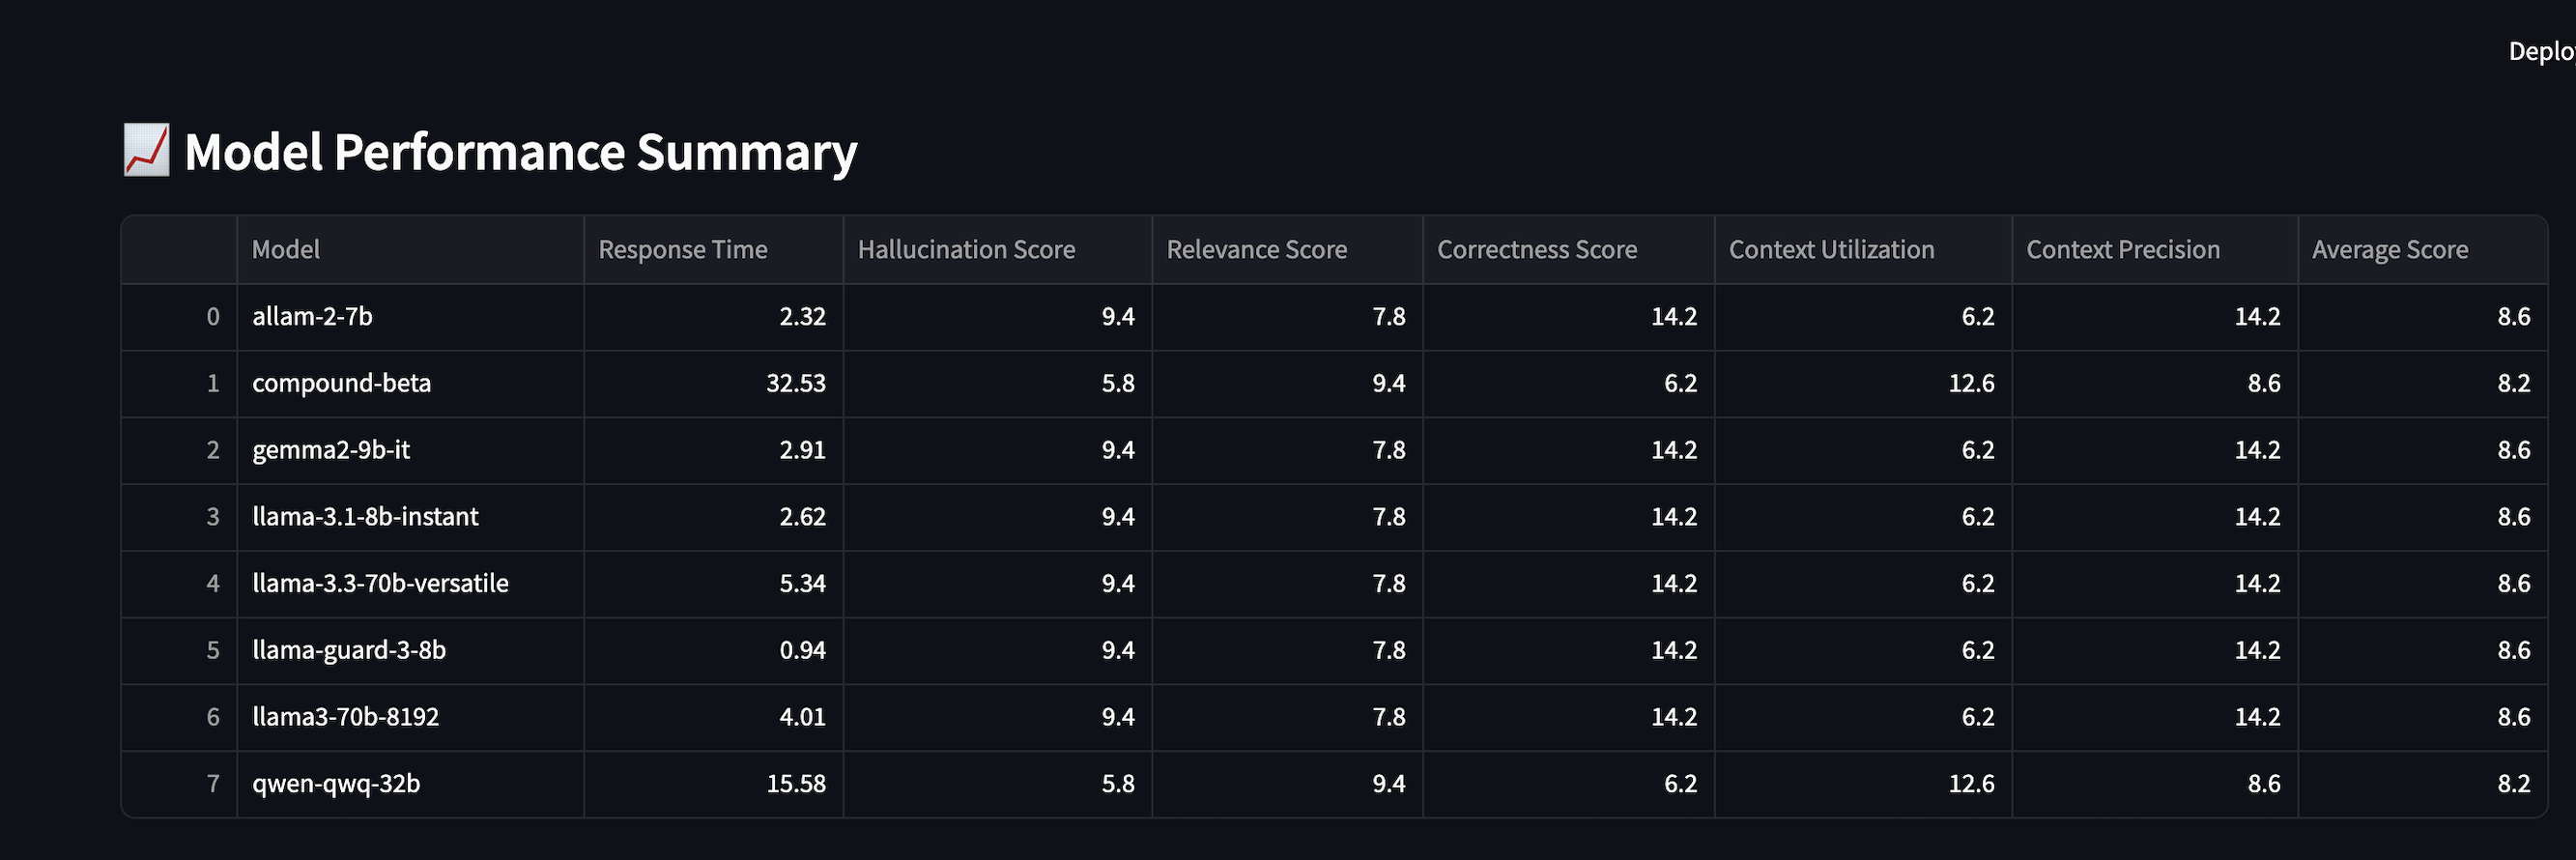 Deplo
📈 Model Performance Summary
Model Response Time Hallucination Score Relevance Score Correctness Score Context Utilization Context Precision Average Score
0 allam-2-7b 2.32 9.4 7.8 14.2 6.2 14.2 8.6
1 compound-beta 32.53 5.8 9.4 6.2 12.6 8.6 8.2
2 gemma2-9b-it 2.91 9.4 7.8 14.2 6.2 14.2 8.6
3 llama-3.1-8b-instant 2.62 9.4 7.8 14.2 6.2 14.2 8.6
4 llama-3.3-70b-versatile 5.34 9.4 7.8 14.2 6.2 14.2 8.6
5 llama-guard-3-8b 0.94 9.4 7.8 14.2 6.2 14.2 8.6
6 llama3-70b-8192 4.01 9.4 7.8 14.2 6.2 14.2 8.6
7 qwen-qwq-32b 15.58 5.8 9.4 6.2 12.6 8.6 8.2